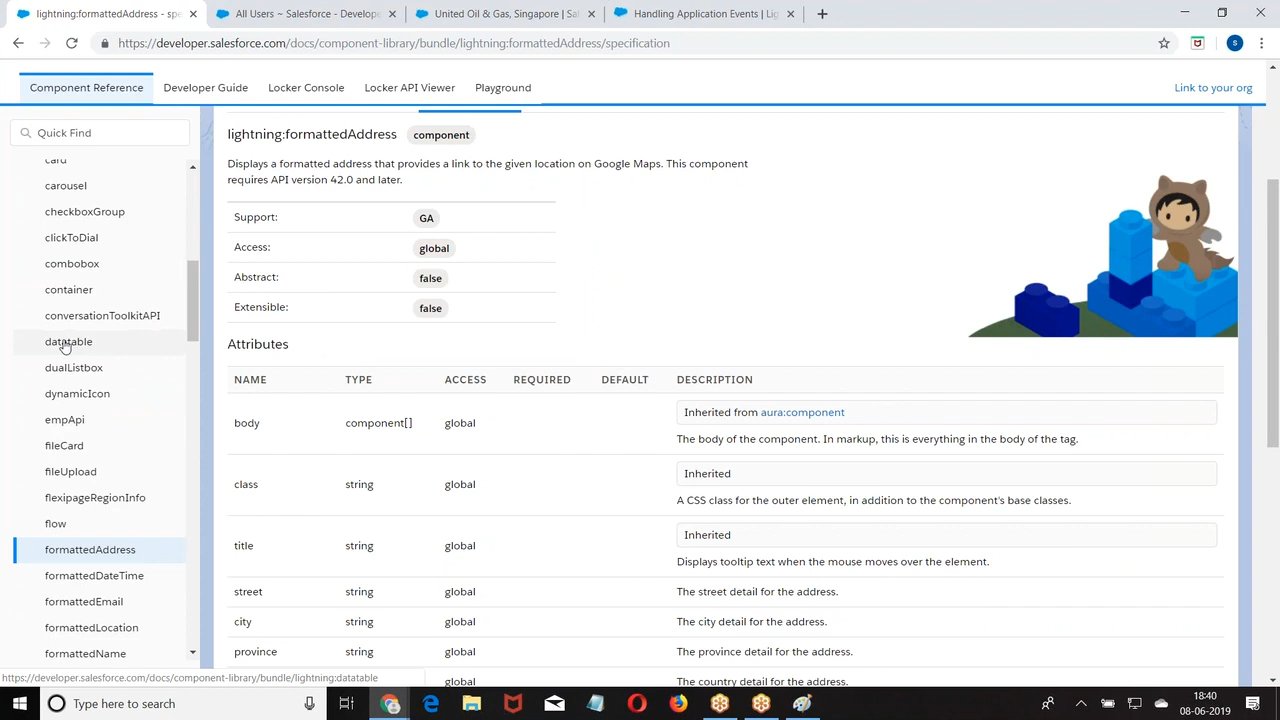 lightning:formattedAddress - spe
All Users ~ Salesforce - Develope
United Oil & Gas, Singapore | Sal
Handling Application Events | Lig
https://developer.salesforce.com/docs/component-library/bundle/lightning:formattedAddress/specification
S
Component Reference
Developer Guide
Locker Console
Locker API Viewer
Playground
Link to your org
Quick Find
card
carousel
checkboxGroup
clickToDial
combobox
container
conversationToolkitAPI
datatable
dualListbox
dynamicIcon
empApi
fileCard
fileUpload
flexipageRegionInfo
flow
formattedAddress
formattedDateTime
formattedEmail
formattedLocation
formattedName
lightning:formattedAddress component
Displays a formatted address that provides a link to the given location on Google Maps. This component
requires API version 42.0 and later.
Support: GA
Access: global
Abstract: false
Extensible: false
Attributes
NAME TYPE ACCESS REQUIRED DEFAULT DESCRIPTION
Inherited from aura:component
body component[] global
The body of the component. In markup, this is everything in the body of the tag.
Inherited
class string global
A CSS class for the outer element, in addition to the component's base classes.
Inherited
title string global
Displays tooltip text when the mouse moves over the element.
street string global The street detail for the address.
city string global The city detail for the address.
province string global The province detail for the address.
global The country detail for the address.
https://developer.salesforce.com/docs/component-library/bundle/lightning:datatable
Type here to search
18:40
08-06-2019